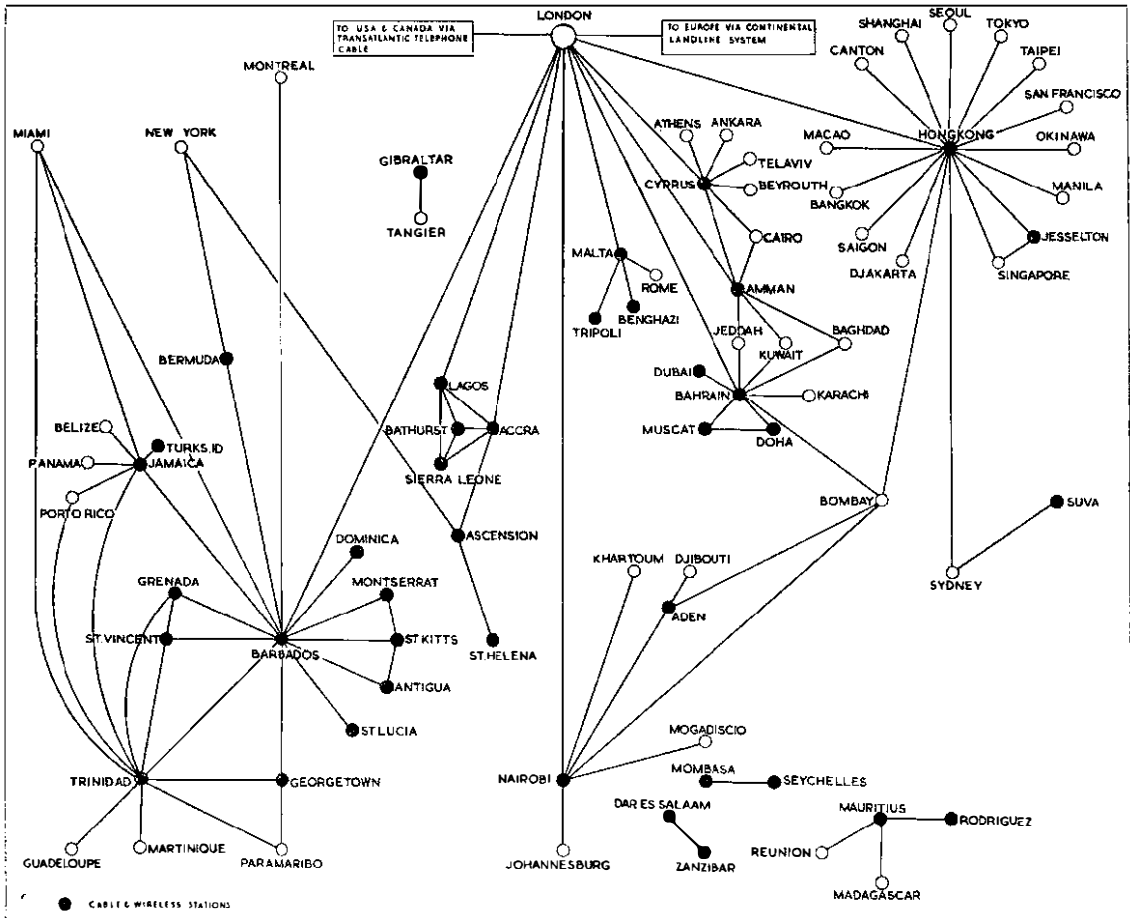 LONDON
TO USA & CANADA VIA
TRANSATLANTIC TELEPHONE
CABLE
TO EUROPE VIA CONTINENTAL
LANDLINE SYSTEM
SEOUL
SHANGHAI
TOKYO
CANTON
TAIPEI
MONTREAL
SAN FRANCISCO
MIAMI
NEW YORK
ATHENS
ANKARA
MACAO
HONGKONG
OKINAWA
GIBRALTAR
TELAVIV
CYPRUS
BEYROUTH
BANGKOK
MANILA
TANGIER
CAIRO
SAIGON
JESSELTON
MALTA
ROME
AMMAN
DJAKARTA
SINGAPORE
BENGHAZI
TRIPOLI
JEDDAH
BAGHDAD
KUWAIT
BERMUDA
DUBAI
LAGOS
BAHRAIN
KARACHI
BELIZE
BATHURST
ACCRA
MUSCAT
DOHA
TURKS.ID
PANAMA
JAMAICA
SIERRA LEONE
PORTO RICO
BOMBAY
SUVA
DOMINICA
ASCENSION
KHARTOUM
DJIBOUTI
GRENADA
MONTSERRAT
SYDNEY
ADEN
ST.VINCENT
BARBADOS
ST.KITTS
ST.HELENA
ANTIGUA
ST.LUCIA
MOGADISCIO
TRINIDAD
GEORGETOWN
NAIROBI
MOMBASA
SEYCHELLES
DAR ES SALAAM
MAURITIUS
RODRIGUEZ
GUADELOUPE
MARTINIQUE
PARAMARIBO
JOHANNESBURG
ZANZIBAR
REUNION
MADAGASCAR
CABLE & WIRELESS STATIONS